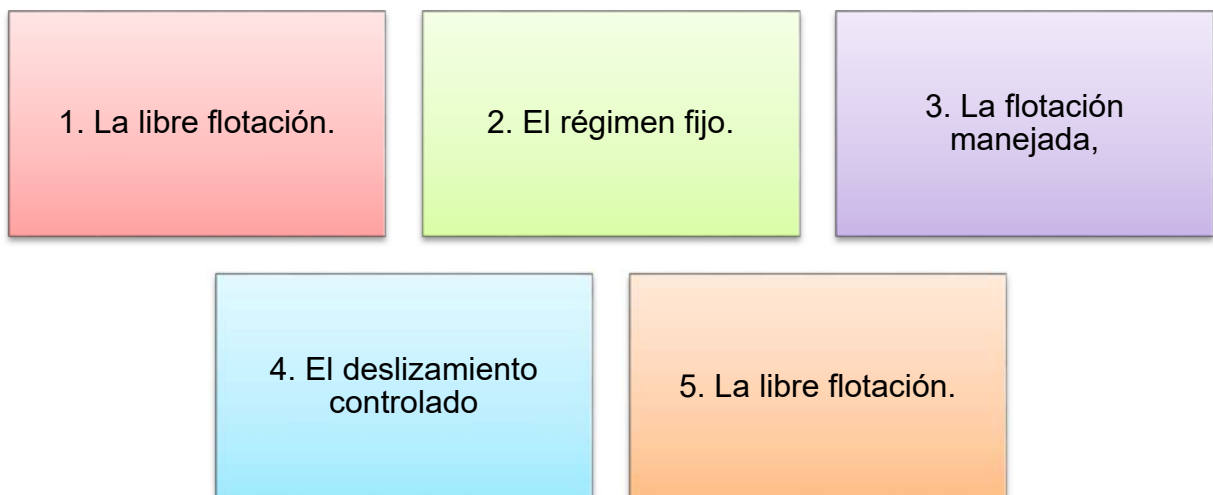 1. La libre flotación.
2. El régimen fijo.
3. La flotación
manejada,
4. El deslizamiento
controlado
5. La libre flotación.